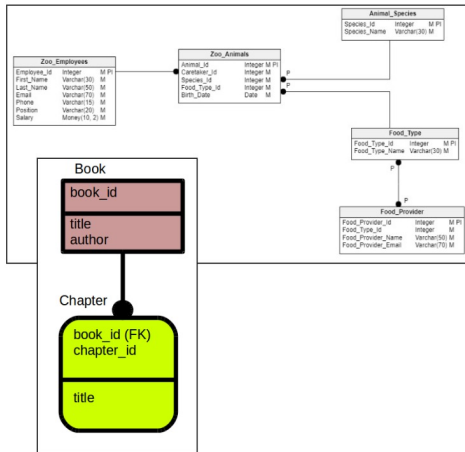 Animal_Species
Species_Id Integer M PI
Species_Name Varchar(30) M
Zoo_Employees
Employee_Id Integer M PI
First_Name Varchar(30) M
Last_Name Varchar(50) M
Email Varchar(70) M
Phone Varchar(15) M
Position Varchar(20) M
Salary Money(10, 2) M
Zoo_Animals
Animal_Id Integer M PI
Caretaker_Id Integer M
Species_Id Integer M
Food_Type_Id Integer M
Birth_Date Date M
P
P
Food_Type
Food_Type_Id Integer M PI
Food_Type_Name Varchar(30) M
P
P
Food_Provider
Food_Provider_Id Integer M PI
Food_Type_Id Integer M
Food_Provider_Name Varchar(50) M
Food_Provider_Email Varchar(70) M
Book
book_id
title
author
Chapter
book_id (FK)
chapter_id
title